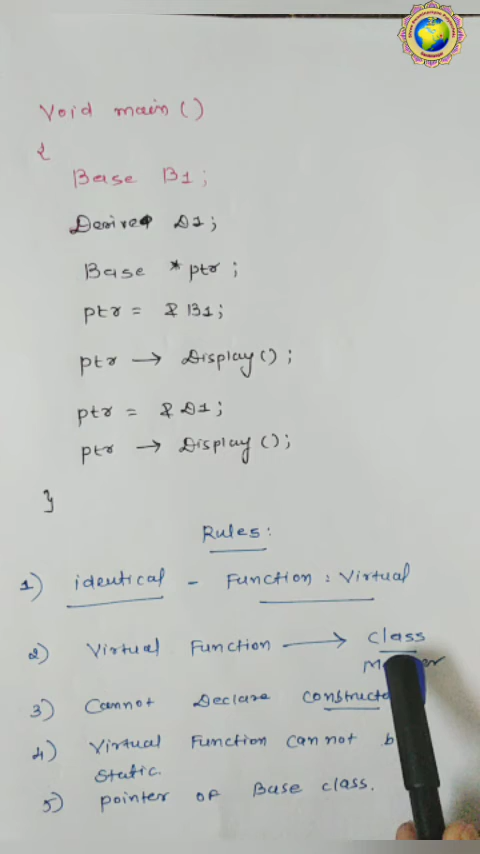 Void main ( )
{
Base B1 ;
Derived D1 ;
Base * ptr ;
ptr = & B1 ;
ptr → Display ( ) ;
ptr = & D1 ;
ptr → Display ( ) ;
}
Rules :
1) identical - Function : Virtual
2) Virtual Function → class
3) Cannot Declare
4) Virtual Function can not
static.
5) pointer of Base class.